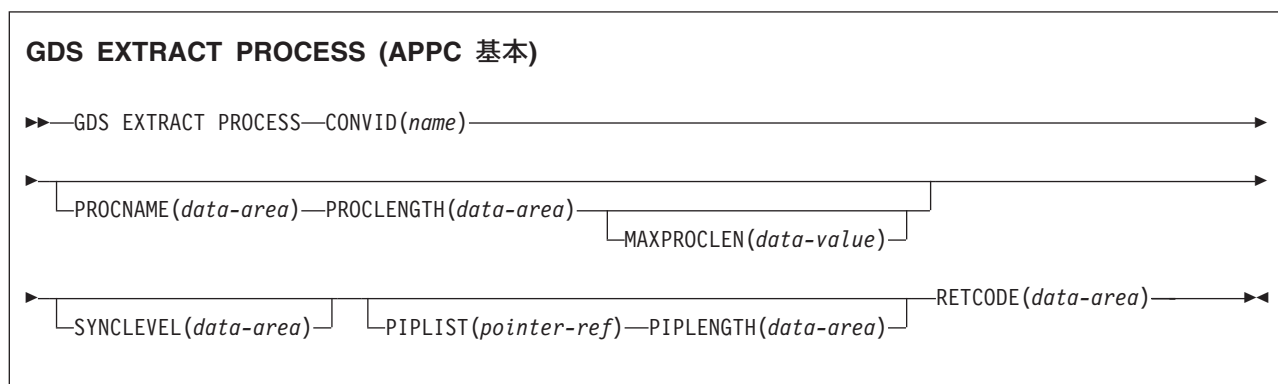 GDS EXTRACT PROCESS (APPC 基本)
GDS EXTRACT PROCESS CONVID(name)
PROCNAME(data-area) PROCLENGTH(data-area)
MAXPROCLEN(data-value)
RETCODE(data-area)
SYNCLEVEL(data-area) PIPLIST(pointer-ref) PIPLENGTH(data-area)